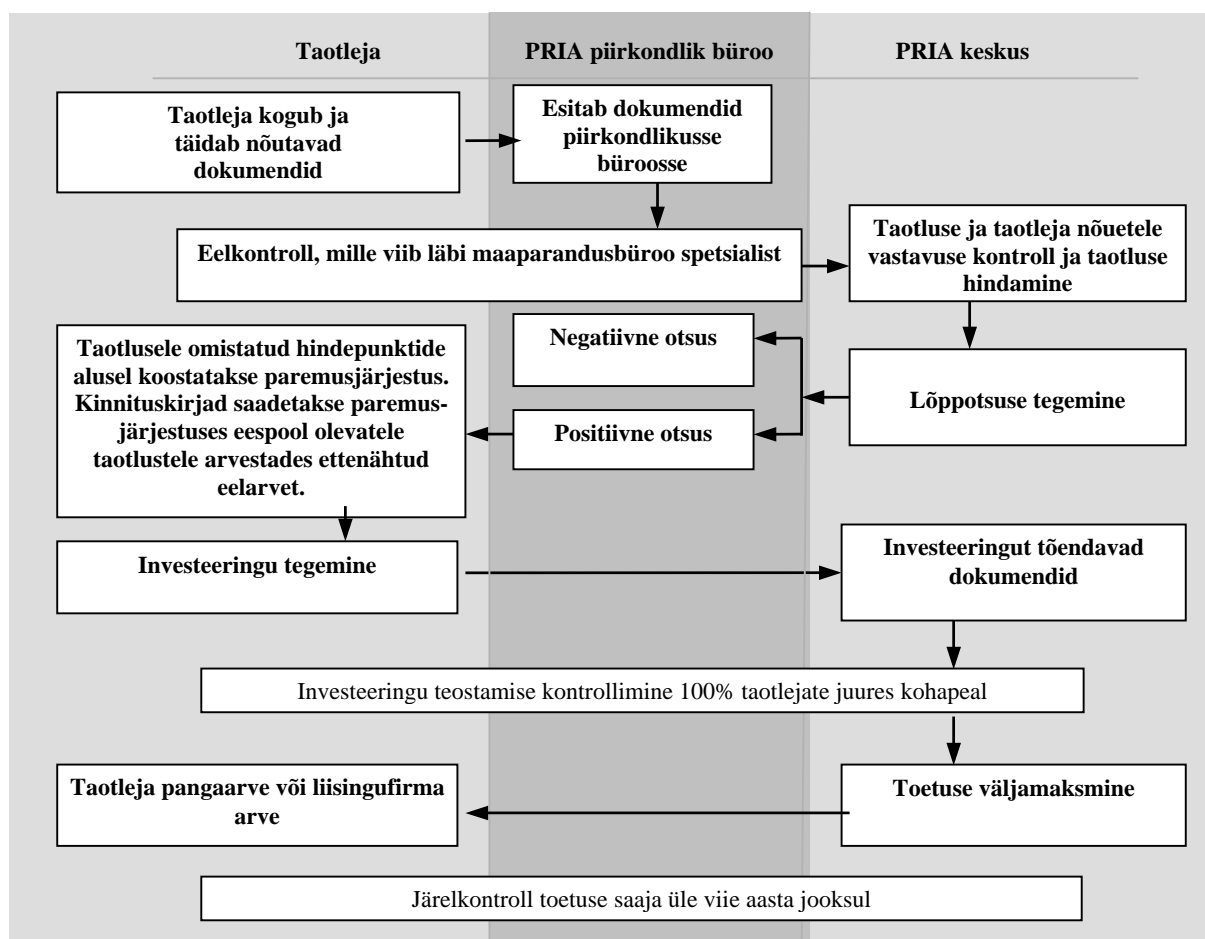 Taotleja
PRIA piirkondlik büroo
PRIA keskus
Taotleja kogub ja
täidab nõutavad
dokumendid
Esitab dokumendid
piirkondlikusse
büroosse
Eelkontroll, mille viib läbi maaparandusbüroo spetsialist
Taotluse ja taotleja nõuetele
vastavuse kontroll ja taotluse
hindamine
Taotlusele omistatud hindepunktide
alusel koostatakse paremusjärjestus.
Kinnituskirjad saadetakse paremus-
järjestuses eespool olevatele
taotlustele arvestades ettenähtud
eelarvet.
Negatiivne otsus
Positiivne otsus
Lõppotsuse tegemine
Investeeringu tegemine
Investeeringut tõendavad
dokumendid
Investeeringu teostamise kontrollimine 100% taotlejate juures kohapeal
Taotleja pangaarve või liisingufirma
arve
Toetuse väljamaksmine
Järelkontroll toetuse saaja üle viie aasta jooksul